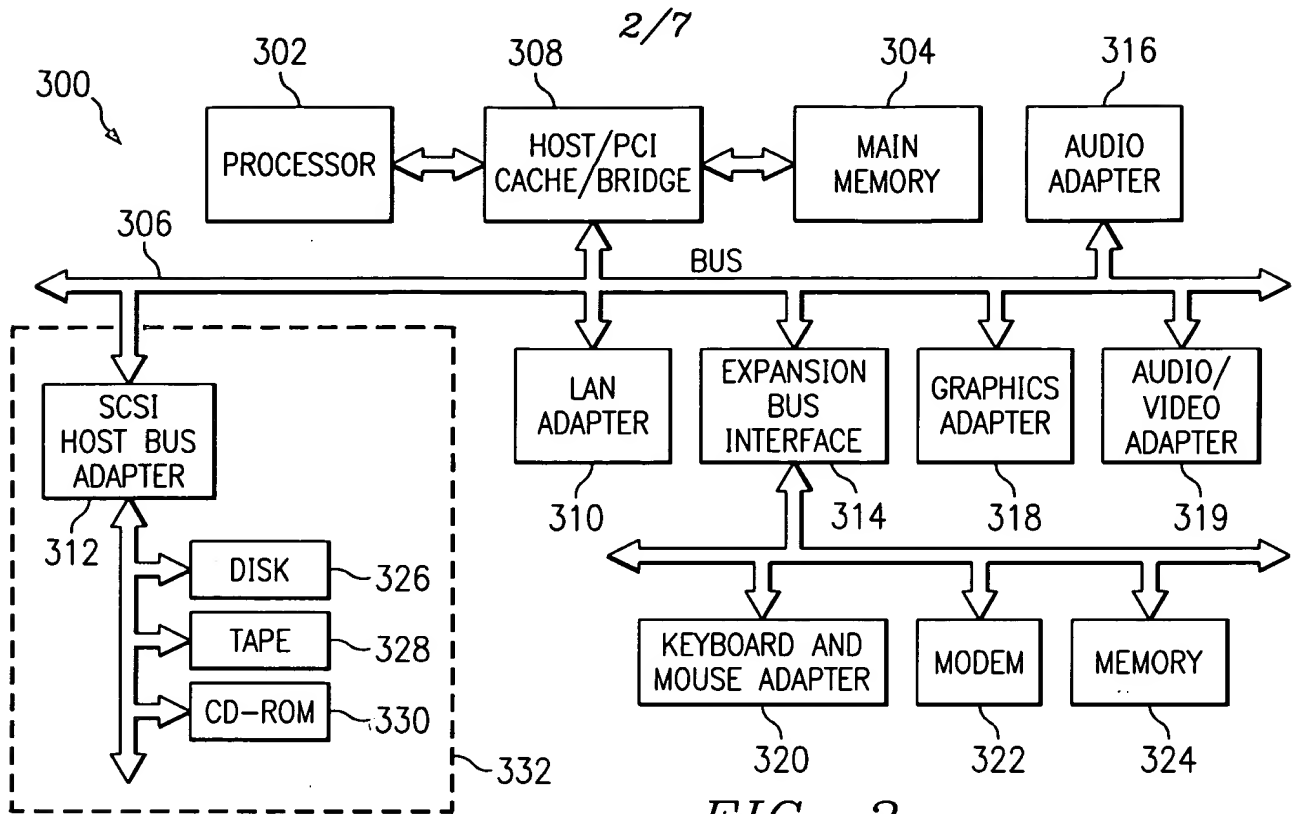 2/7
300
302
308
304
316
PROCESSOR
HOST/PCI
CACHE/BRIDGE
MAIN
MEMORY
AUDIO
ADAPTER
306
BUS
SCSI
HOST BUS
ADAPTER
LAN
ADAPTER
EXPANSION
BUS
INTERFACE
GRAPHICS
ADAPTER
AUDIO/
VIDEO
ADAPTER
312
310
314
318
319
DISK
326
TAPE
328
CD-ROM
330
332
KEYBOARD AND
MOUSE ADAPTER
MODEM
MEMORY
320
322
324